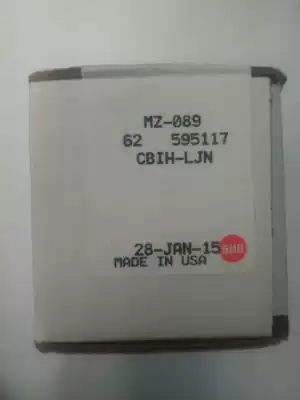 MZ-089
62 595117
CBIH-LJN
28-JAN-15
MADE IN USA